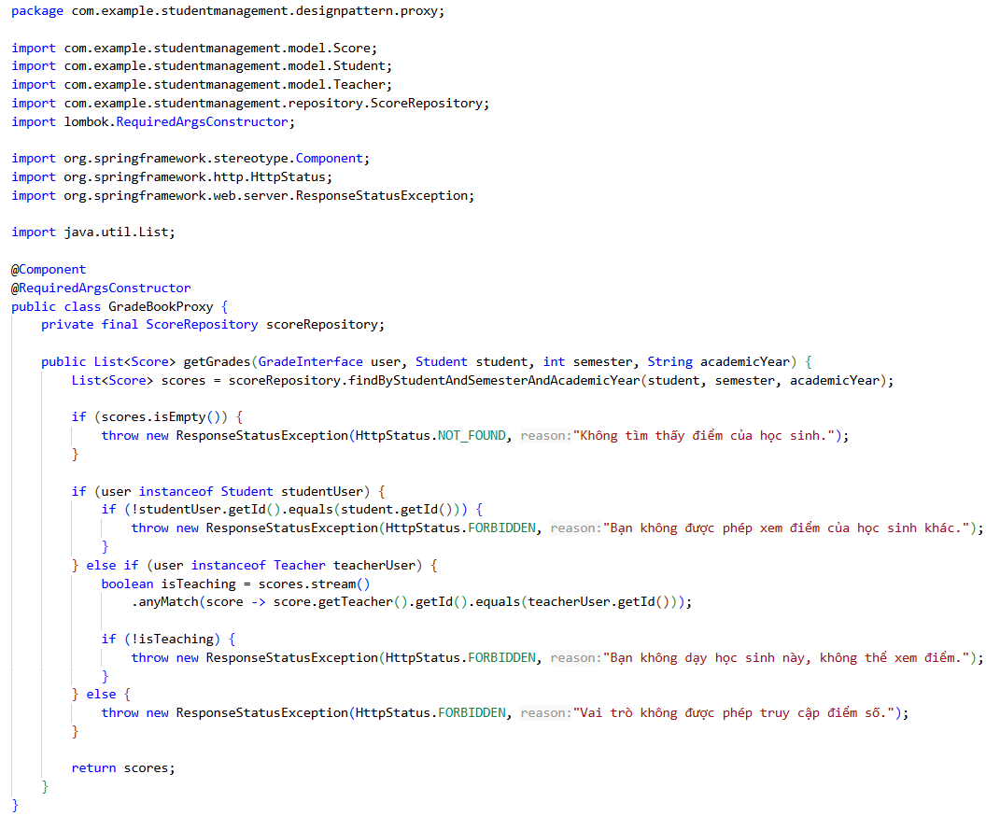 package com.example.studentmanagement.designpattern.proxy;
import com.example.studentmanagement.model.Score;
import com.example.studentmanagement.model.Student;
import com.example.studentmanagement.model.Teacher;
import com.example.studentmanagement.repository.ScoreRepository;
import lombok.RequiredArgsConstructor;
import org.springframework.stereotype.Component;
import org.springframework.http.HttpStatus;
import org.springframework.web.server.ResponseStatusException;
import java.util.List;
@Component
@RequiredArgsConstructor
public class GradeBookProxy {
    private final ScoreRepository scoreRepository;
    public List<Score> getGrades(GradeInterface user, Student student, int semester, String academicYear) {
        List<Score> scores = scoreRepository.findByStudentAndSemesterAndAcademicYear(student, semester, academicYear);
        if (scores.isEmpty()) {
            throw new ResponseStatusException(HttpStatus.NOT_FOUND, reason:"Không tìm thấy điểm của học sinh.");
        }
        if (user instanceof Student studentUser) {
            if (!studentUser.getId().equals(student.getId())) {
                throw new ResponseStatusException(HttpStatus.FORBIDDEN, reason:"Bạn không được phép xem điểm của học sinh khác.");
            }
        } else if (user instanceof Teacher teacherUser) {
            boolean isTeaching = scores.stream()
                .anyMatch(score -> score.getTeacher().getId().equals(teacherUser.getId()));
            if (!isTeaching) {
                throw new ResponseStatusException(HttpStatus.FORBIDDEN, reason:"Bạn không dạy học sinh này, không thể xem điểm.");
            }
        } else {
            throw new ResponseStatusException(HttpStatus.FORBIDDEN, reason:"Vai trò không được phép truy cập điểm số.");
        }
        return scores;
    }
}